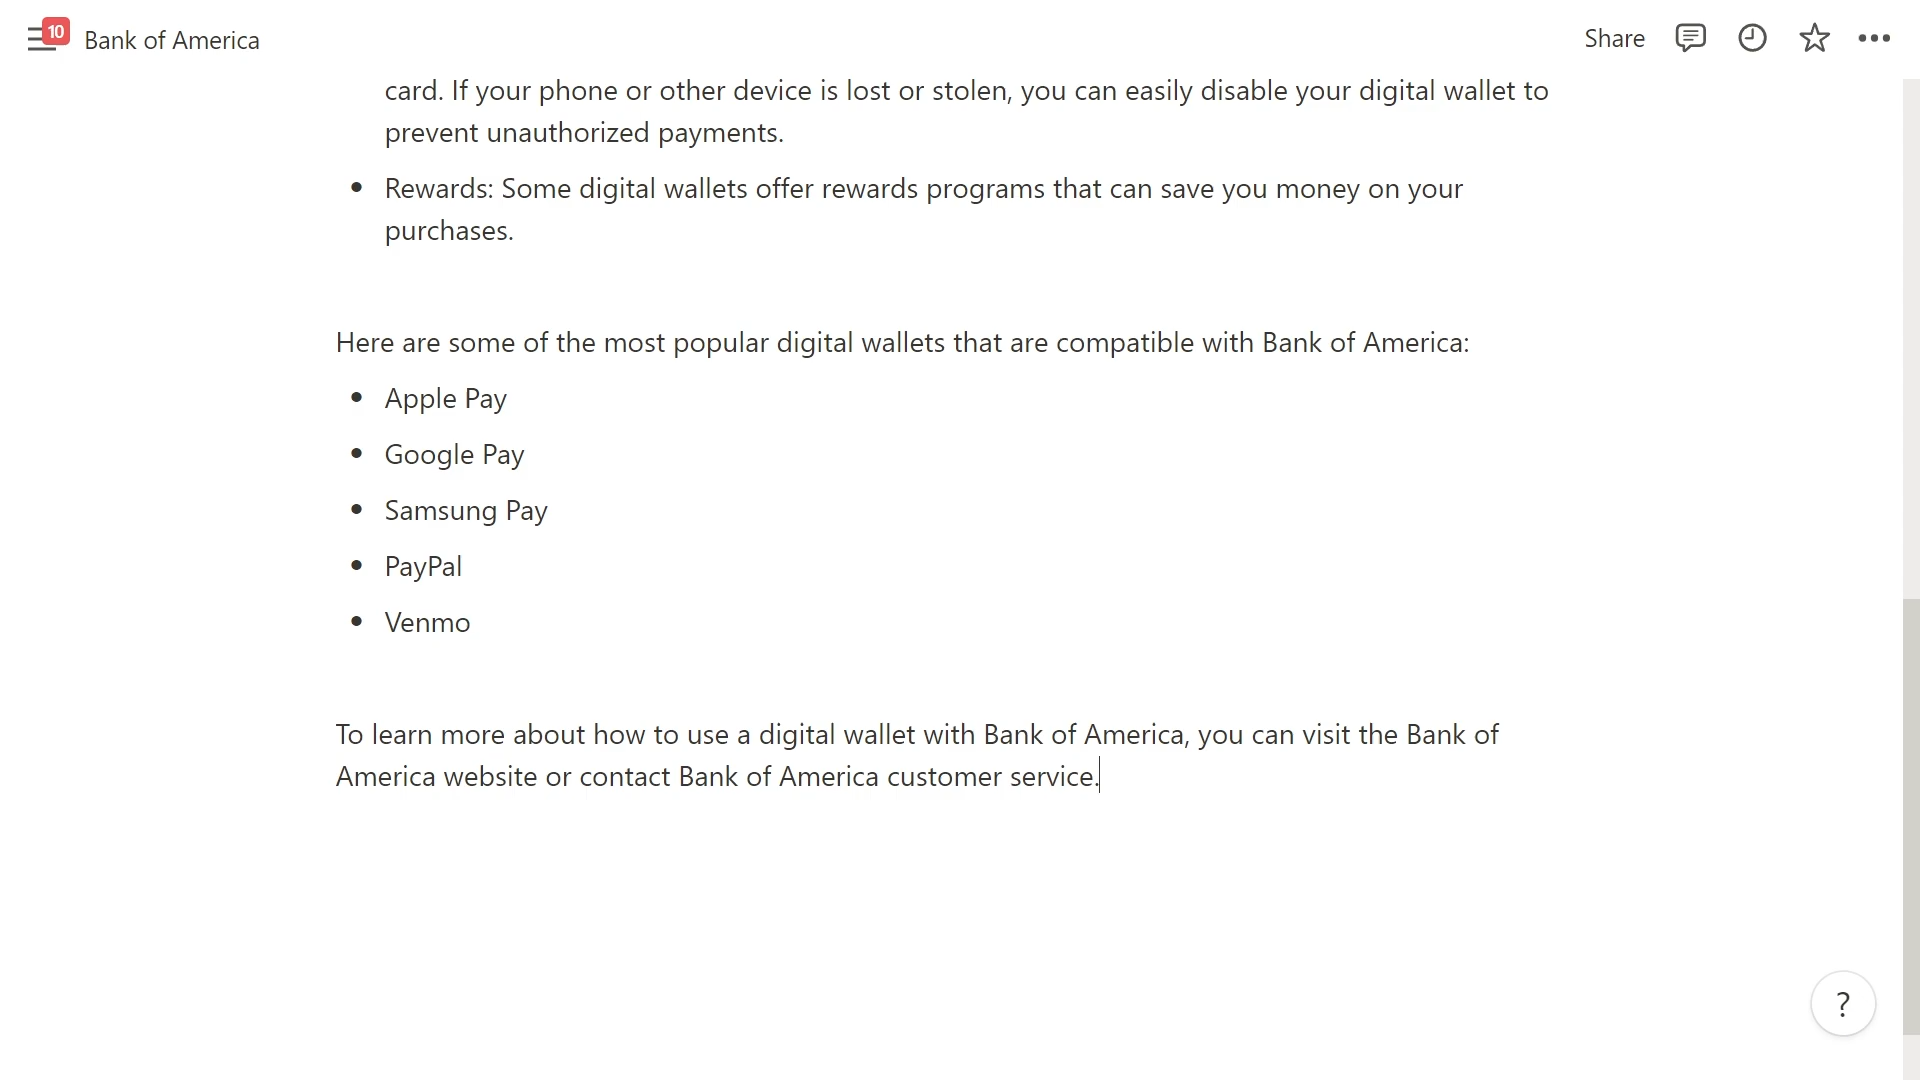 10
Bank of America
Share
card. If your phone or other device is lost or stolen, you can easily disable your digital wallet to
prevent unauthorized payments.
• Rewards: Some digital wallets offer rewards programs that can save you money on your
purchases.
Here are some of the most popular digital wallets that are compatible with Bank of America:
• Apple Pay
• Google Pay
• Samsung Pay
• PayPal
• Venmo
To learn more about how to use a digital wallet with Bank of America, you can visit the Bank of
America website or contact Bank of America customer service.
?